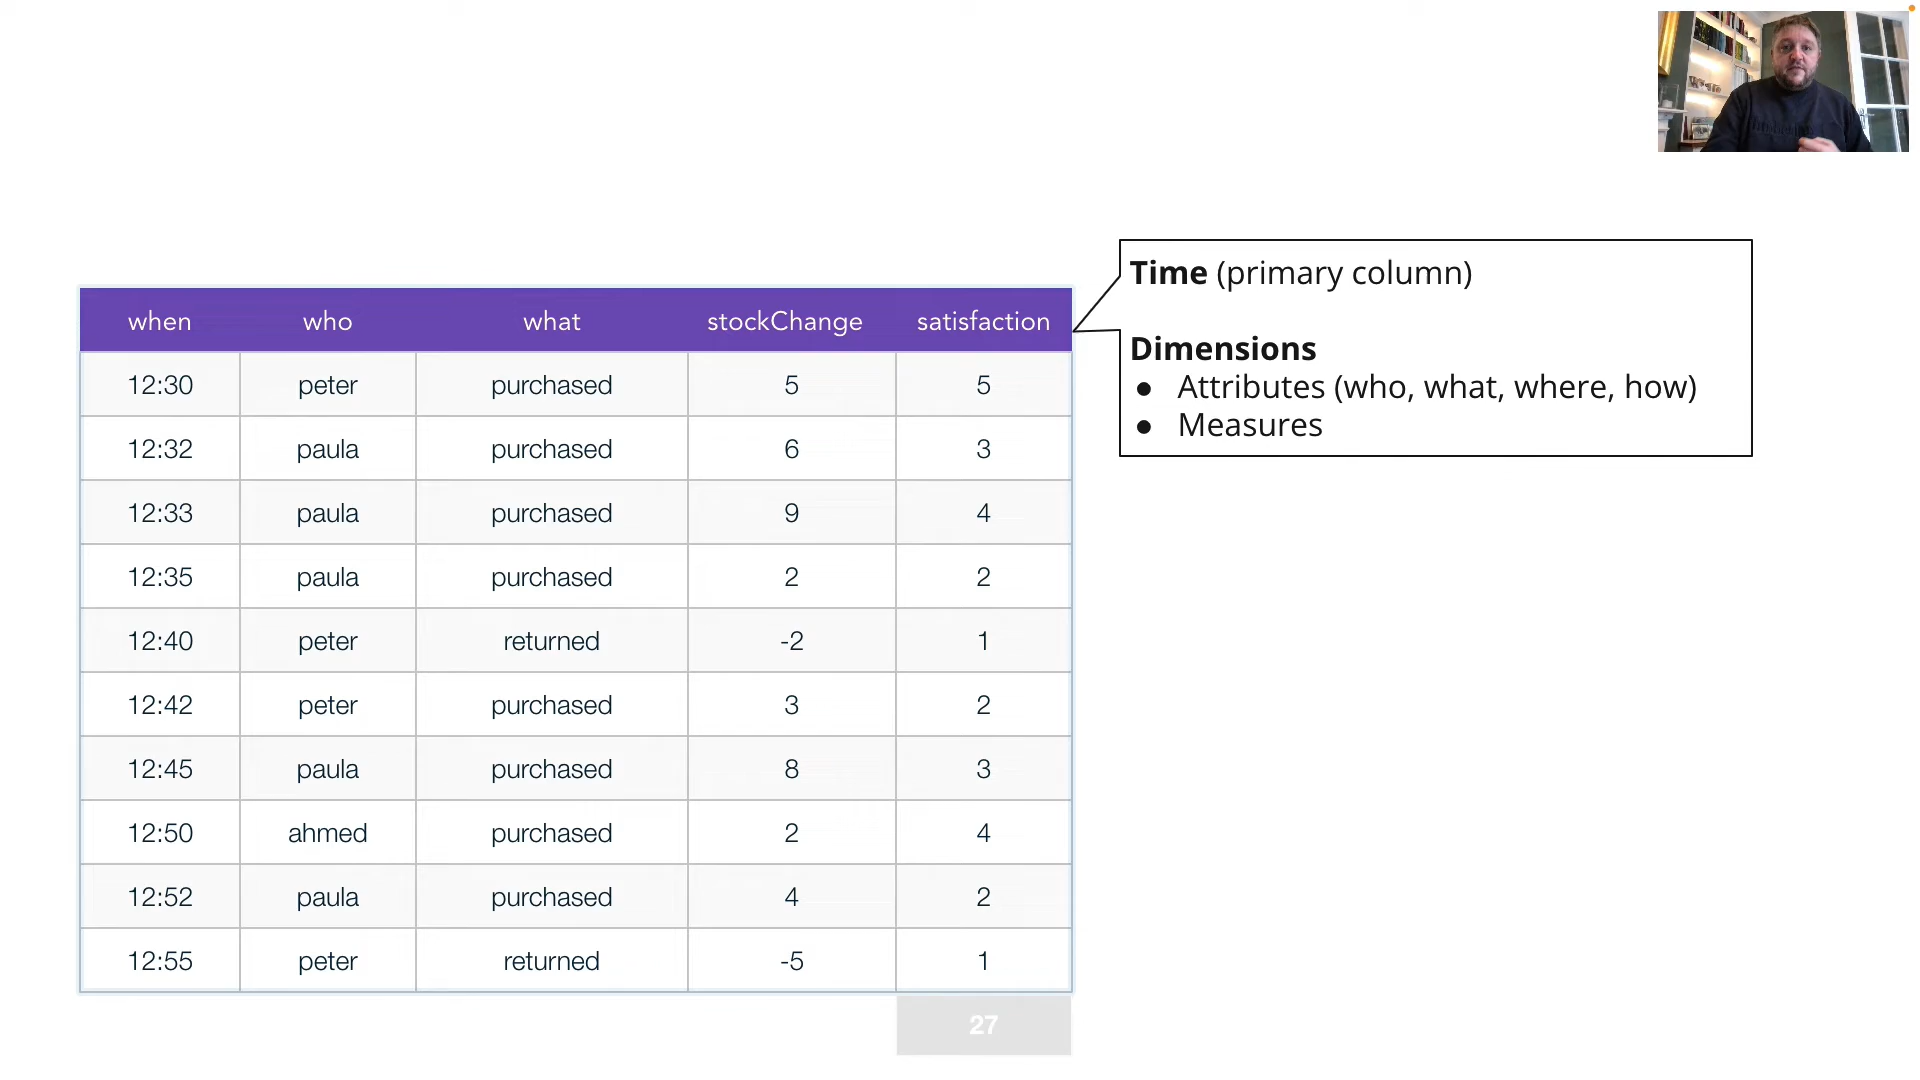 when who what stockChange satisfaction
12:30 peter purchased 5 5
12:32 paula purchased 6 3
12:33 paula purchased 9 4
12:35 paula purchased 2 2
12:40 peter returned -2 1
12:42 peter purchased 3 2
12:45 paula purchased 8 3
12:50 ahmed purchased 2 4
12:52 paula purchased 4 2
12:55 peter returned -5 1
27
Time (primary column)
Dimensions
● Attributes (who, what, where, how)
● Measures